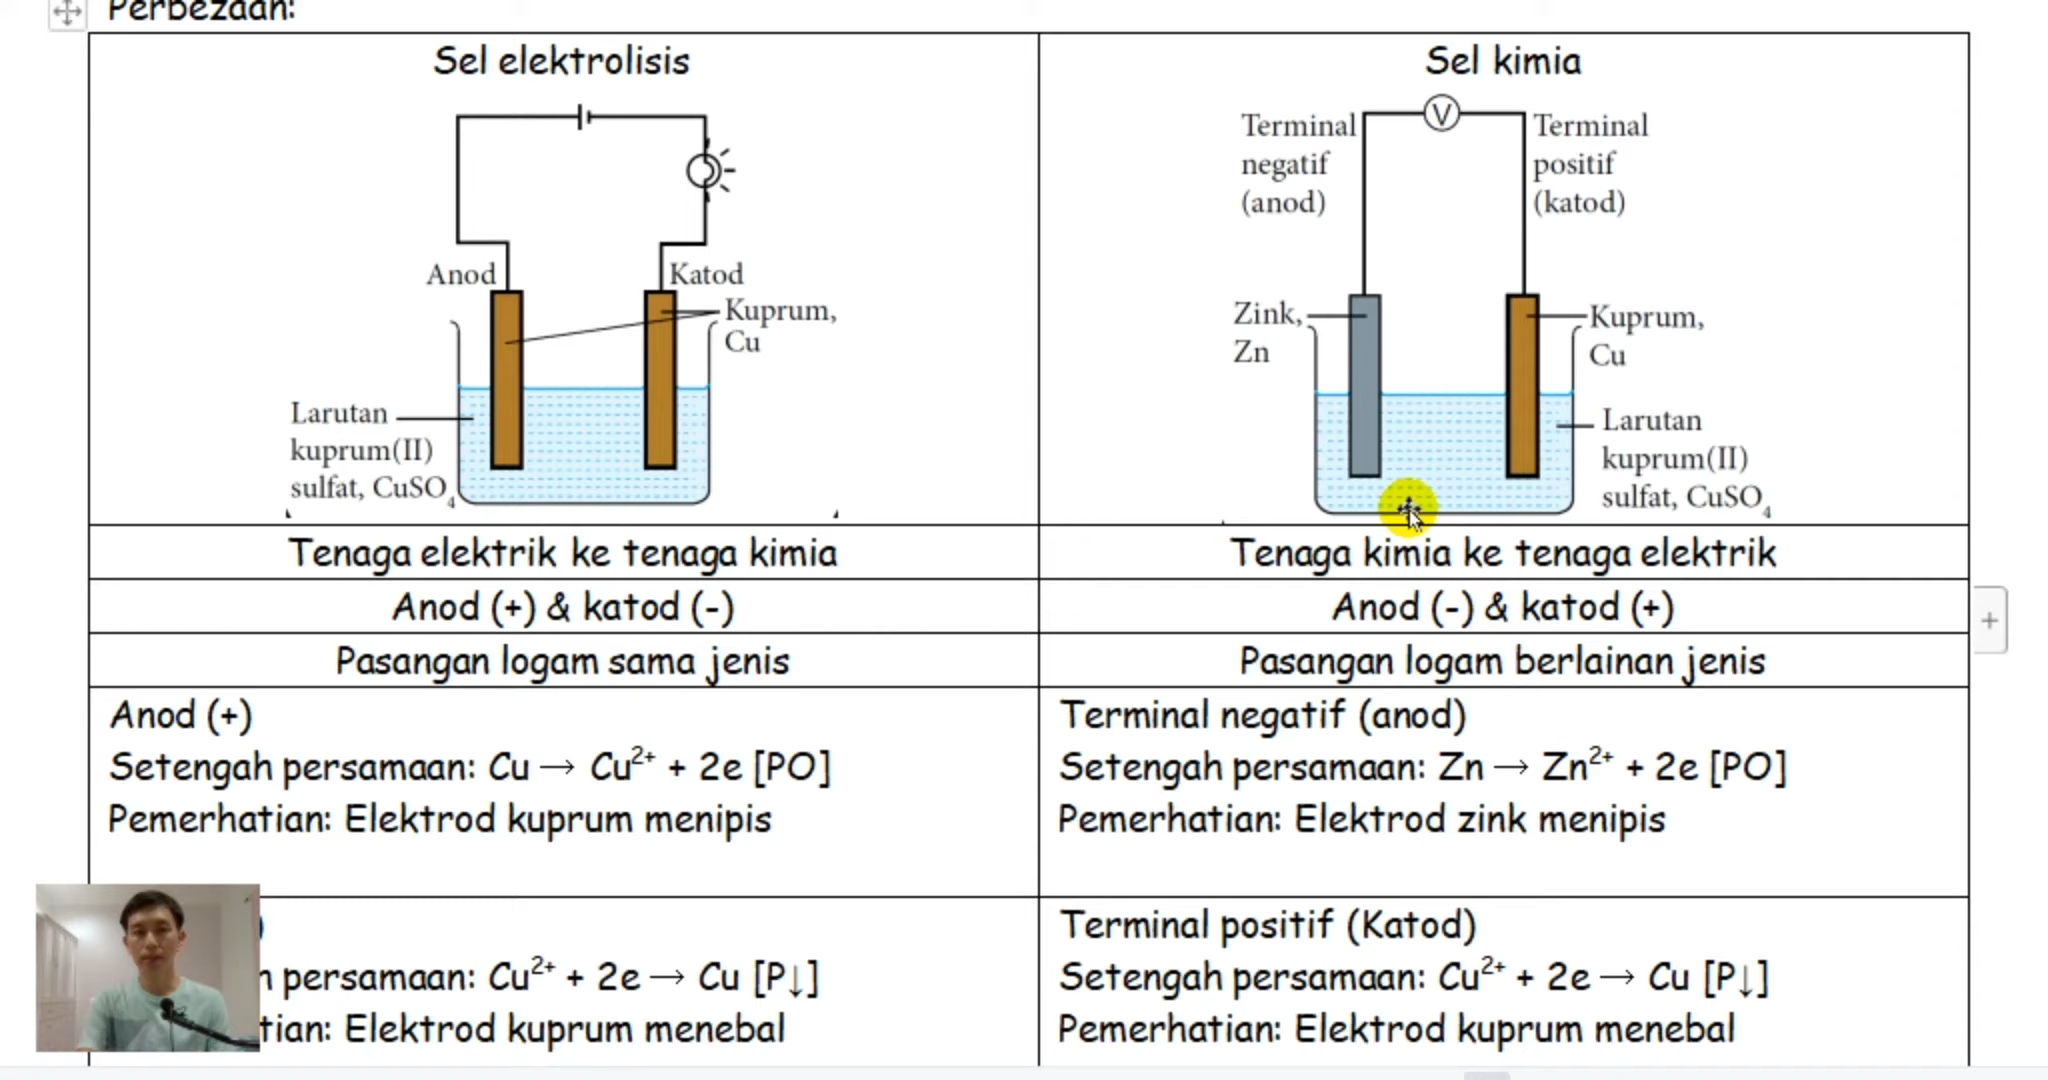 Perbezaan:
Sel elektrolisis
Anod
Katod
Kuprum,
Cu
Larutan
kuprum(II)
sulfat, CuSO₄
Sel kimia
Terminal
negatif
(anod)
V
Terminal
positif
(katod)
Zink,
Zn
Kuprum,
Cu
Larutan
kuprum(II)
sulfat, CuSO₄
Tenaga elektrik ke tenaga kimia
Tenaga kimia ke tenaga elektrik
Anod (+) & katod (-)
Anod (-) & katod (+)
Pasangan logam sama jenis
Pasangan logam berlainan jenis
Anod (+)
Setengah persamaan: Cu → Cu²⁺ + 2e [PO]
Pemerhatian: Elektrod kuprum menipis
Terminal negatif (anod)
Setengah persamaan: Zn → Zn²⁺ + 2e [PO]
Pemerhatian: Elektrod zink menipis
persamaan: Cu²⁺ + 2e → Cu [P↓]
Elektrod kuprum menebal
Terminal positif (Katod)
Setengah persamaan: Cu²⁺ + 2e → Cu [P↓]
Pemerhatian: Elektrod kuprum menebal